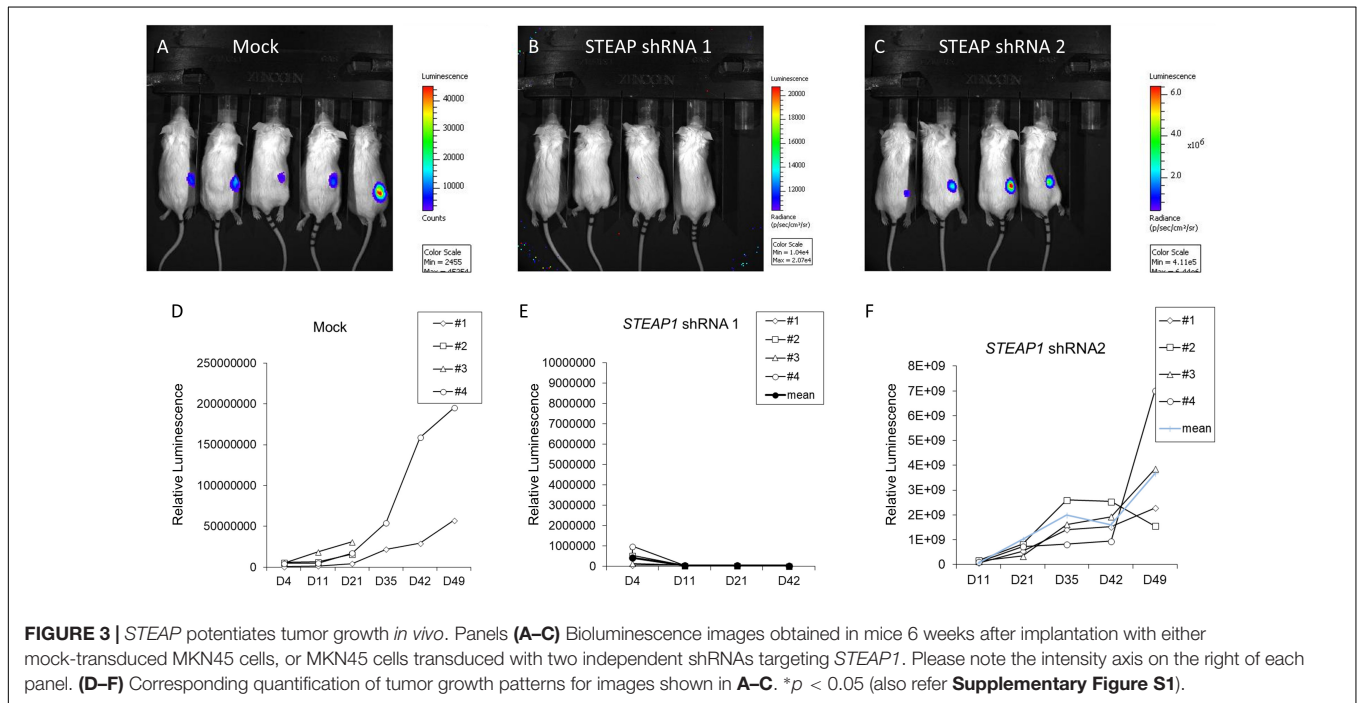 A
Mock
Luminescence
40000
30000
20000
10000
Counts
Color Scale
Min = 2455
B
STEAP shRNA 1
Luminescence
20000
18000
16000
14000
12000
Radiance
(p/sec/cm²/sr)
Color Scale
Min = 1.04e4
Max = 2.07e4
C
STEAP shRNA 2
Luminescence
6.0
4.0
x10⁶
2.0
Radiance
(p/sec/cm²/sr)
Color Scale
Min = 4.11e5
D
Mock
#1
#2
#3
#4
Relative Luminescence
250000000
200000000
150000000
100000000
50000000
0
D4 D11 D21 D35 D42 D49
E
STEAP1 shRNA 1
#1
#2
#3
#4
mean
Relative Luminescence
10000000
9000000
8000000
7000000
6000000
5000000
4000000
3000000
2000000
1000000
0
D4 D11 D21 D42
F
STEAP1 shRNA2
#1
#2
#3
#4
mean
Relative Luminescence
8E+09
7E+09
6E+09
5E+09
4E+09
3E+09
2E+09
1E+09
0
D11 D21 D35 D42 D49
FIGURE 3 | STEAP potentiates tumor growth in vivo. Panels (A–C) Bioluminescence images obtained in mice 6 weeks after implantation with either
mock-transduced MKN45 cells, or MKN45 cells transduced with two independent shRNAs targeting STEAP1. Please note the intensity axis on the right of each
panel. (D–F) Corresponding quantification of tumor growth patterns for images shown in A–C. *p < 0.05 (also refer Supplementary Figure S1).